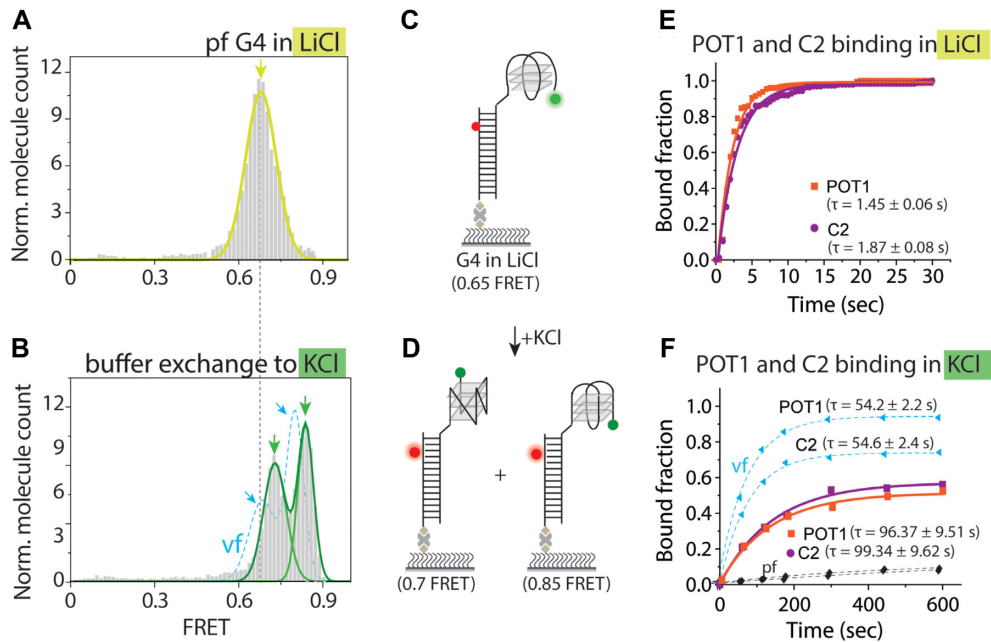 A
pf G4 in LiCl
Norm. molecule count
12
9
6
3
0
0
0.3
0.6
0.9
B
buffer exchange to KCl
Norm. molecule count
12
9
6
3
0
vf
0
0.3
0.6
0.9
FRET
C
G4 in LiCl
(0.65 FRET)
D
+KCl
+
(0.7 FRET)
(0.85 FRET)
E
POT1 and C2 binding in LiCl
Bound fraction
1.0
0.8
0.6
0.4
0.2
0.0
POT1
(τ = 1.45 ± 0.06 s)
C2
(τ = 1.87 ± 0.08 s)
0
5
10
15
20
25
30
Time (sec)
F
POT1 and C2 binding in KCl
Bound fraction
1.0
0.8
0.6
0.4
0.2
0.0
POT1 (τ = 54.2 ± 2.2 s)
vf
C2 (τ = 54.6 ± 2.4 s)
POT1 (τ = 96.37 ± 9.51 s)
C2 (τ = 99.34 ± 9.62 s)
pf
0
200
400
600
Time (sec)